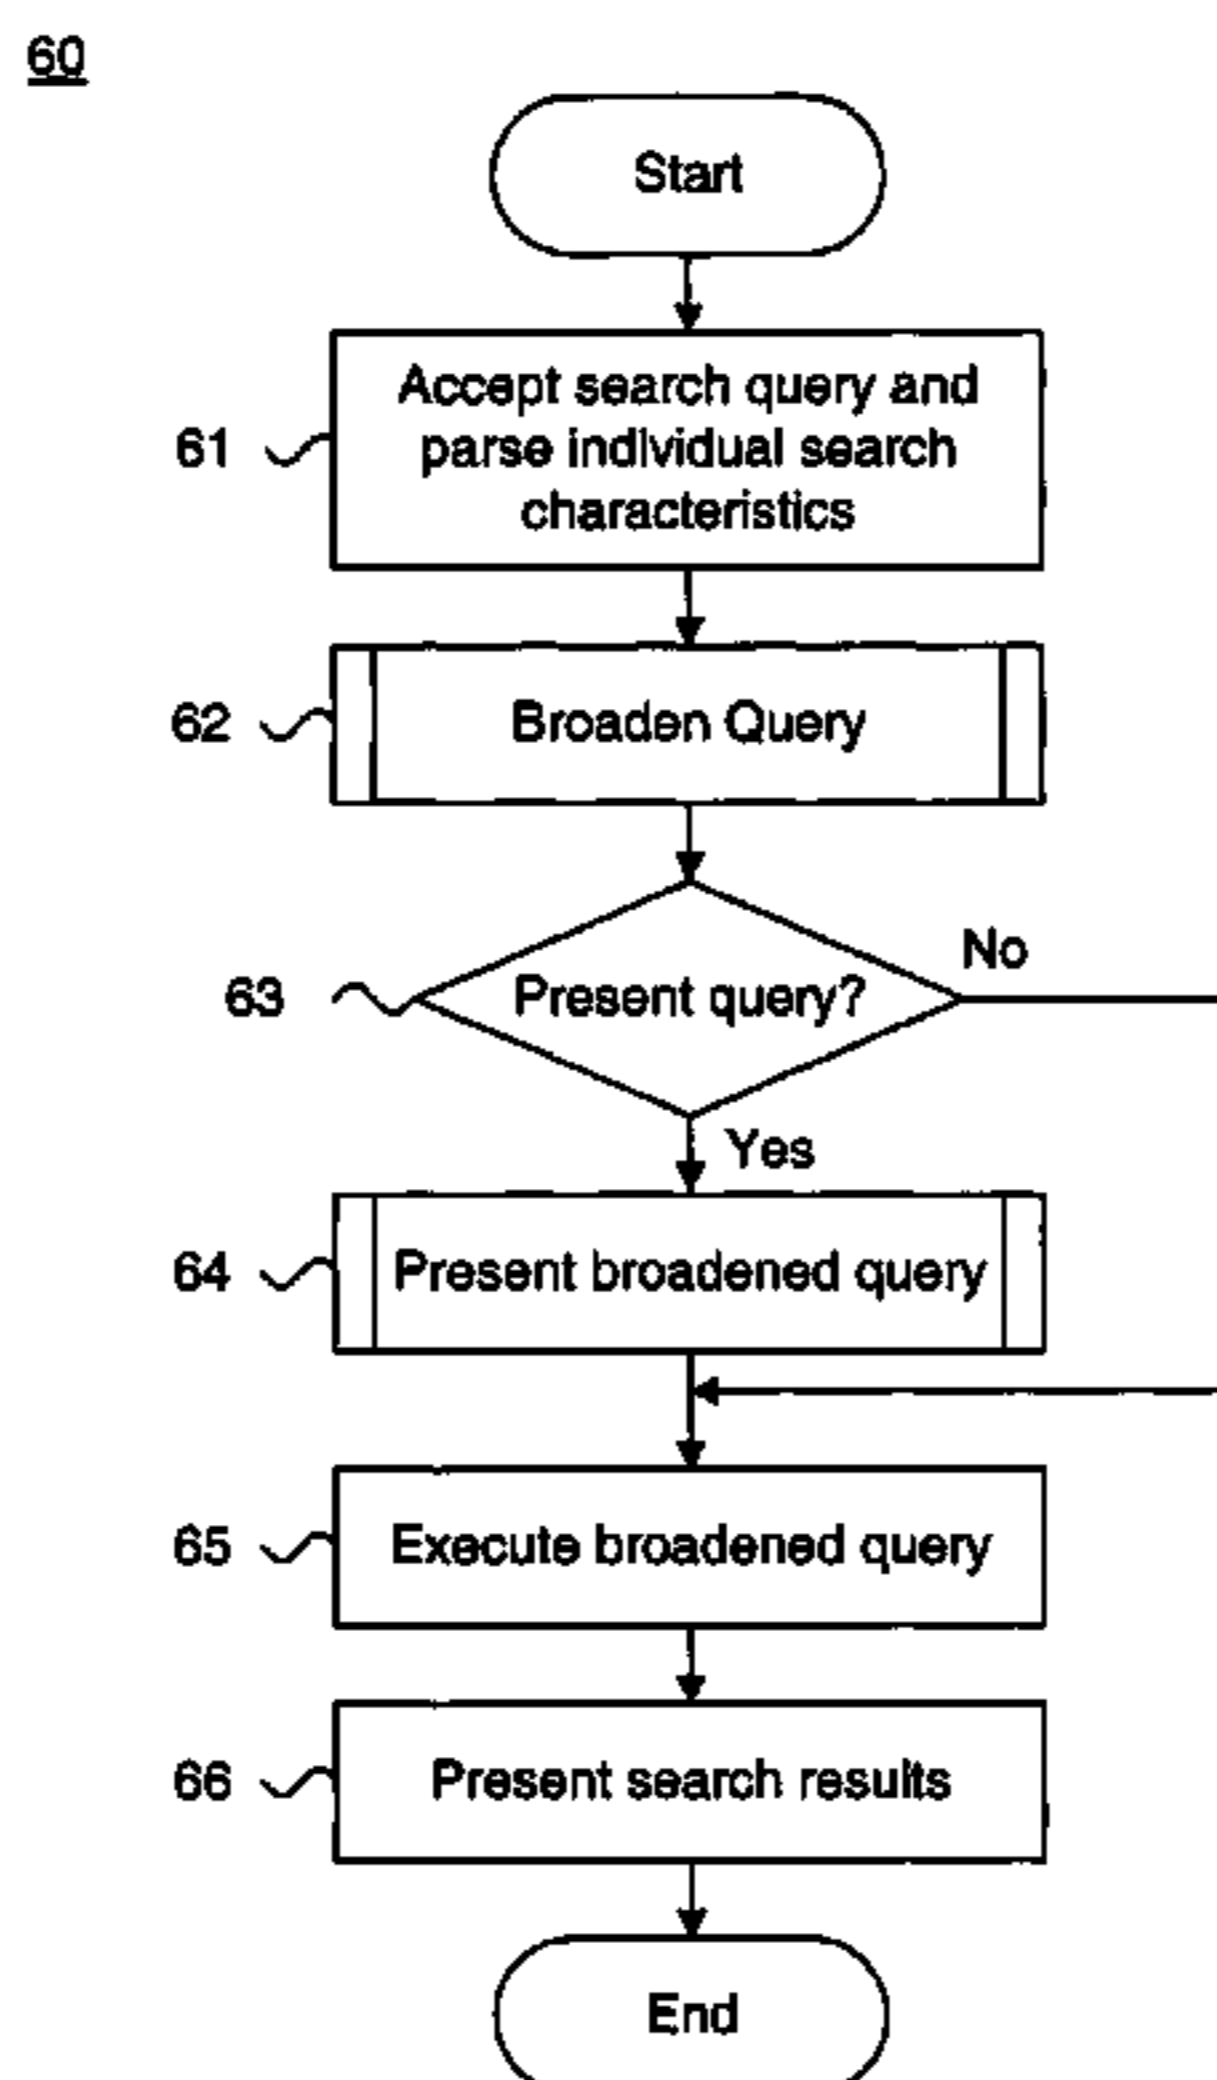 60
Start
Accept search query and
61
parse individual search
characteristics
62
Broaden Query
No
63
Present query?
Yes
64
Present broadened query
65
Execute broadened query
66
Present search results
End